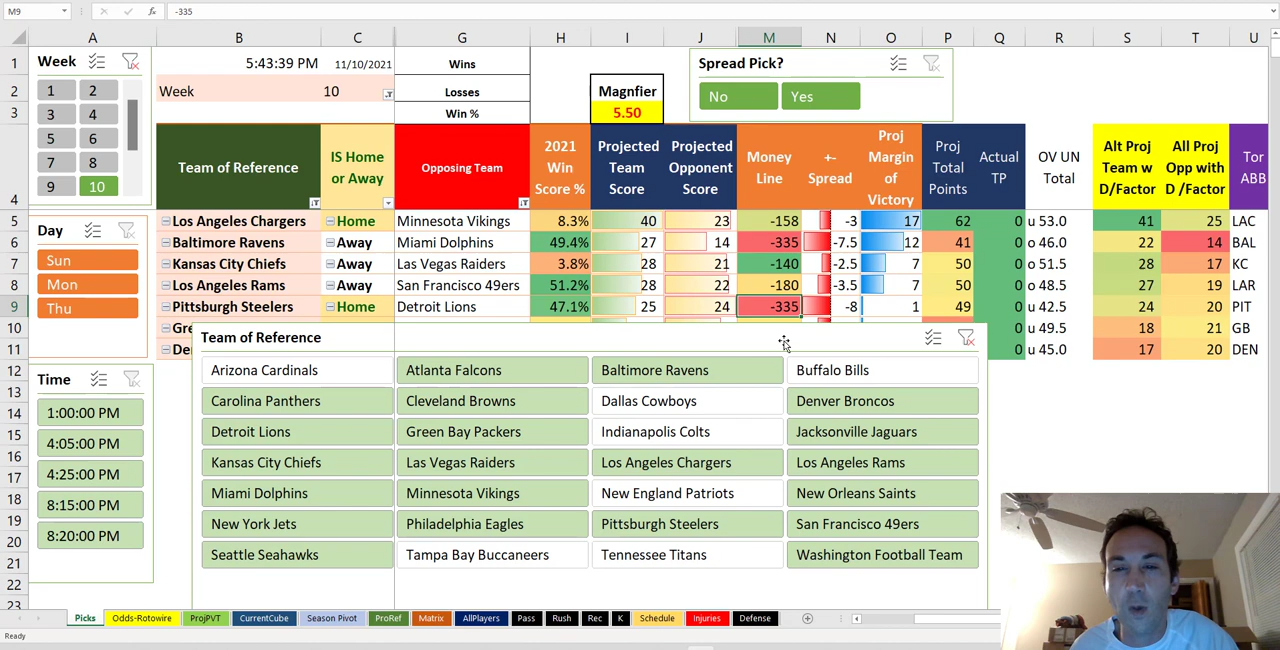 M9 fx -335
A B C G H I J M N O P Q R S T U
Week
1 2
3 4
5 6
7 8
9 10
Day
Sun
Mon
Thu
Time
1:00:00 PM
4:05:00 PM
4:25:00 PM
8:15:00 PM
8:20:00 PM
1 5:43:39 PM 11/10/2021 Wins
2 Week 10 Losses Magnfier
3 Win % 5.50
Spread Pick?
No Yes
4 Team of Reference IS Home or Away Opposing Team 2021 Win Score % Projected Team Score Projected Opponent Score Money Line +- Spread Proj Margin of Victory Proj Total Points Actual TP OV UN Total Alt Proj Team w D/Factor All Proj Opp with D /Factor Tor ABB
5 Los Angeles Chargers Home Minnesota Vikings 8.3% 40 23 -158 -3 17 62 0 u 53.0 41 25 LAC
6 Baltimore Ravens Away Miami Dolphins 49.4% 27 14 -335 -7.5 12 41 0 o 46.0 22 14 BAL
7 Kansas City Chiefs Away Las Vegas Raiders 3.8% 28 21 -140 -2.5 7 50 0 o 51.5 28 17 KC
8 Los Angeles Rams Away San Francisco 49ers 51.2% 28 22 -180 -3.5 7 50 0 o 48.5 27 19 LAR
9 Pittsburgh Steelers Home Detroit Lions 47.1% 25 24 -335 -8 1 49 0 o 42.5 24 20 PIT
10 Gre 0 u 49.5 18 21 GB
11 De 0 u 45.0 17 20 DEN
12
13
14
15
16
17
18
19
20
21
22
23
Team of Reference
Arizona Cardinals Atlanta Falcons Baltimore Ravens Buffalo Bills
Carolina Panthers Cleveland Browns Dallas Cowboys Denver Broncos
Detroit Lions Green Bay Packers Indianapolis Colts Jacksonville Jaguars
Kansas City Chiefs Las Vegas Raiders Los Angeles Chargers Los Angeles Rams
Miami Dolphins Minnesota Vikings New England Patriots New Orleans Saints
New York Jets Philadelphia Eagles Pittsburgh Steelers San Francisco 49ers
Seattle Seahawks Tampa Bay Buccaneers Tennessee Titans Washington Football Team
Picks Odds-Rotowire ProjPVT CurrentCube Season Pivot ProRef Matrix AllPlayers Pass Rush Rec K Schedule Injuries Defense
Ready